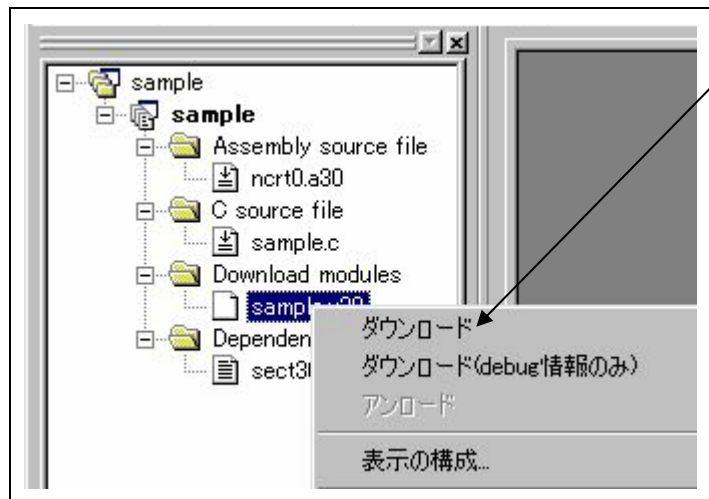 sample
sample
Assembly source file
ncrt0.a30
C source file
sample.c
Download modules
Dependen
sect3
ダウンロード
ダウンロード(debug情報のみ)
アンロード
表示の構成...